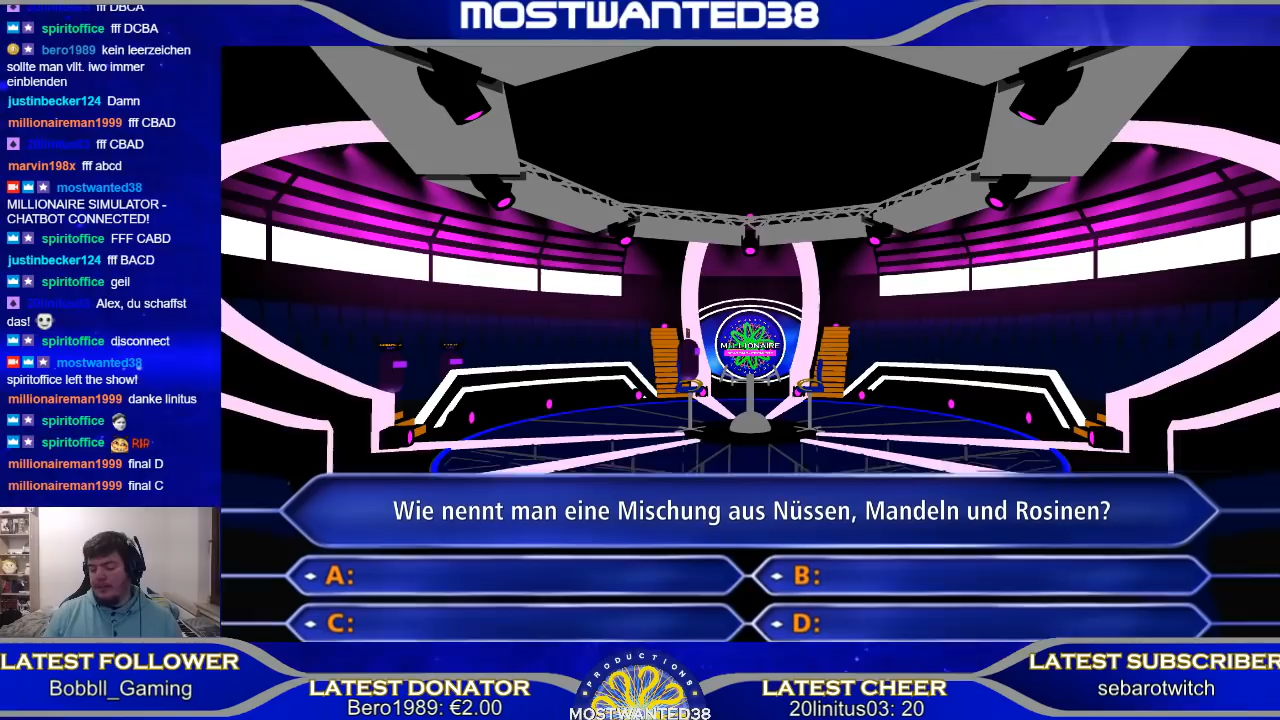 MOSTWANTED38
fff DBCA
spiritoffice fff DCBA
bero1989 kein leerzeichen
sollte man vllt. iwo immer
einblenden
justinbecker124 Damn
millionaireman1999 fff CBAD
20linitus03 fff CBAD
marvin198x fff abcd
mostwanted38
MILLIONAIRE SIMULATOR -
CHATBOT CONNECTED!
spiritoffice FFF CABD
justinbecker124 fff BACD
spiritoffice geil
20linitus03 Alex, du schaffst
das!
spiritoffice disconnect
mostwanted38
spiritoffice left the show!
millionaireman1999 danke linitus
spiritoffice
spiritoffice RIP
millionaireman1999 final D
millionaireman1999 final C
MILLIONAIRE
Wie nennt man eine Mischung aus Nüssen, Mandeln und Rosinen?
A:
B:
C:
D:
LATEST FOLLOWER
Bobbll_Gaming
LATEST DONATOR
Bero1989: €2.00
PRODUCTIONS
MOSTWANTED38
LATEST CHEER
20linitus03: 20
LATEST SUBSCRIBER
sebarotwitch